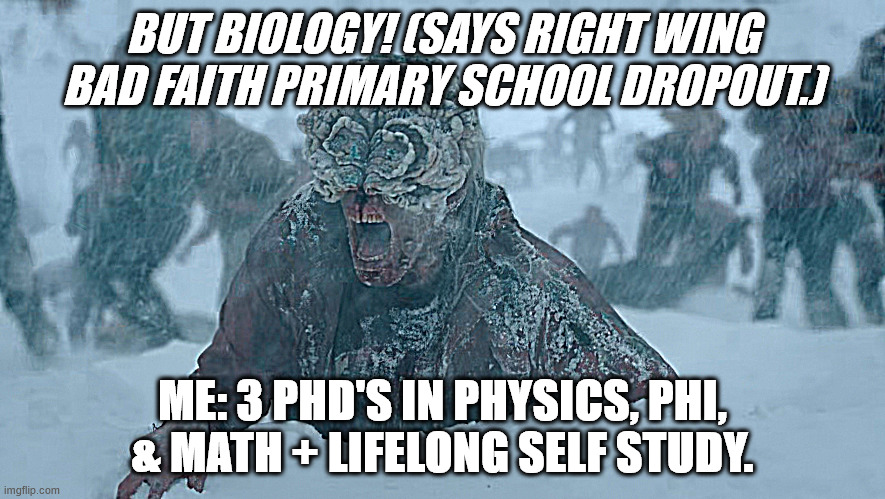 BUT BIOLOGY! (SAYS RIGHT WING
BAD FAITH PRIMARY SCHOOL DROPOUT.)
ME: 3 PHD'S IN PHYSICS, PHI,
& MATH + LIFELONG SELF STUDY.
imgflip.com